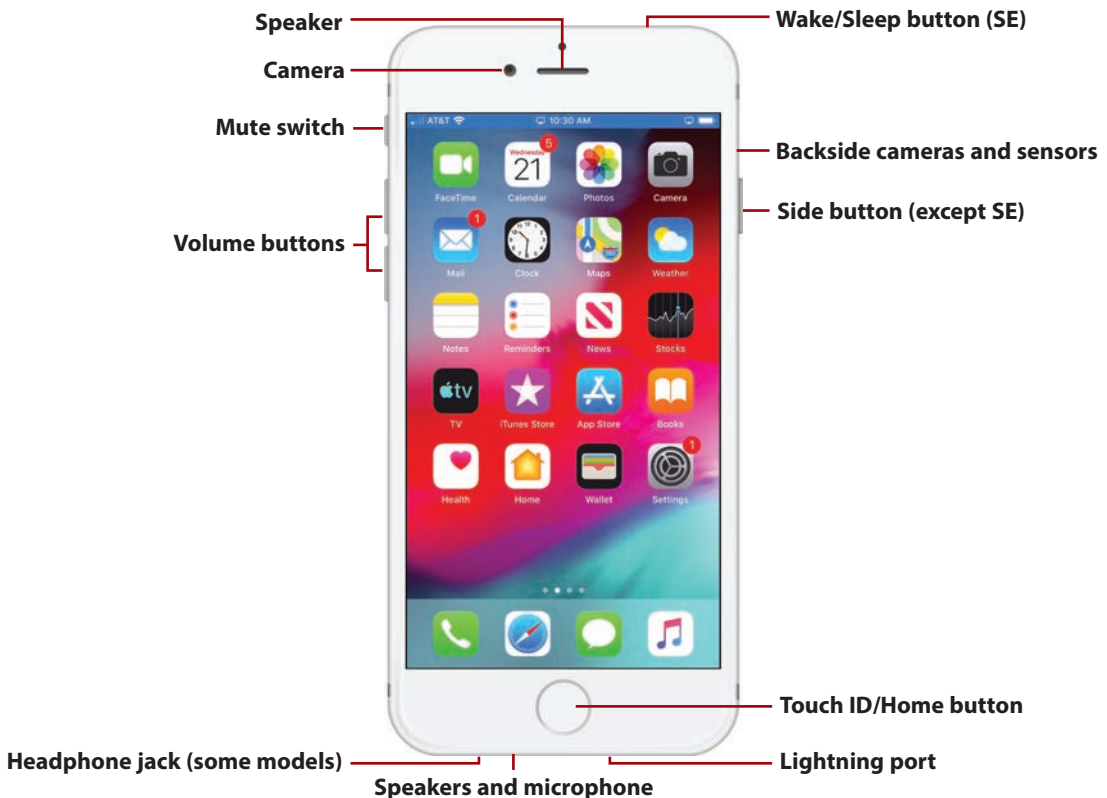 Speaker
Wake/Sleep button (SE)
Camera
Mute switch
AT&T 10:30 AM
Backside cameras and sensors
Side button (except SE)
Volume buttons
5
Wednesday
21
FaceTime Calendar Photos Camera
1
Mail Clock Maps Weather
Notes Reminders News Stocks
tv
TV iTunes Store App Store Books
1
Health Home Wallet Settings
Touch ID/Home button
Headphone jack (some models)
Lightning port
Speakers and microphone